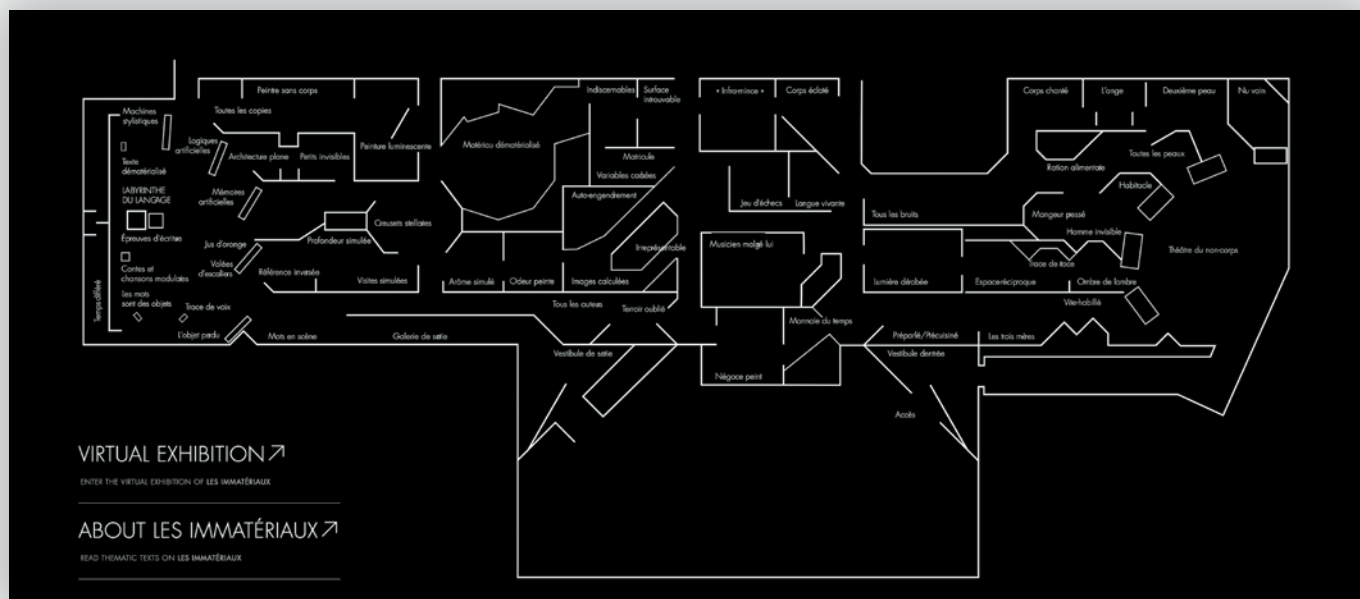 Peintre sans corps
Indiscernables
Surface
introuvable
« Infra-mince »
Corps éclaté
Corps chanté
L'ange
Deuxième peau
Nu vain
Machines
stylistiques
Toutes les copies
Logiques
artificielles
Architecture plane
Petits invisibles
Peinture luminescente
Matériau dématérialisé
Matricule
Variables cachées
Toutes les peaux
Ration alimentaire
Texte
dématérialisé
LABYRINTHE
DU LANGAGE
Mémoires
artificielles
Auto-engendrement
Jeu d'échecs
Langue vivante
Habitacle
Tous les bruits
Mangeur pressé
Creusets stellaires
Homme invisible
Épreuves d'écriture
Jus d'orange
Profondeur simulée
Irreprésentable
Musicien malgré lui
Théâtre du non-corps
Volées
d'escaliers
Trace de trace
Contes et
chansons modulaires
Référence inversée
Visites simulées
Arôme simulé
Odeur peinte
Images calculées
Lumière dérobée
Espace réciproque
Ombre de l'ombre
Temps différé
Les mots
sont des objets
Trace de voix
Tous les auteurs
Terroir oublié
Vite-habillé
Monnaie du temps
L'objet perdu
Mots en scène
Galerie de sortie
Préparlé/Précuisiné
Les trois mères
Vestibule de sortie
Vestibule d'entrée
Négoce peint
Accès
VIRTUAL EXHIBITION
ENTER THE VIRTUAL EXHIBITION OF LES IMMATÉRIAUX
ABOUT LES IMMATÉRIAUX
READ THEMATIC TEXTS ON LES IMMATÉRIAUX